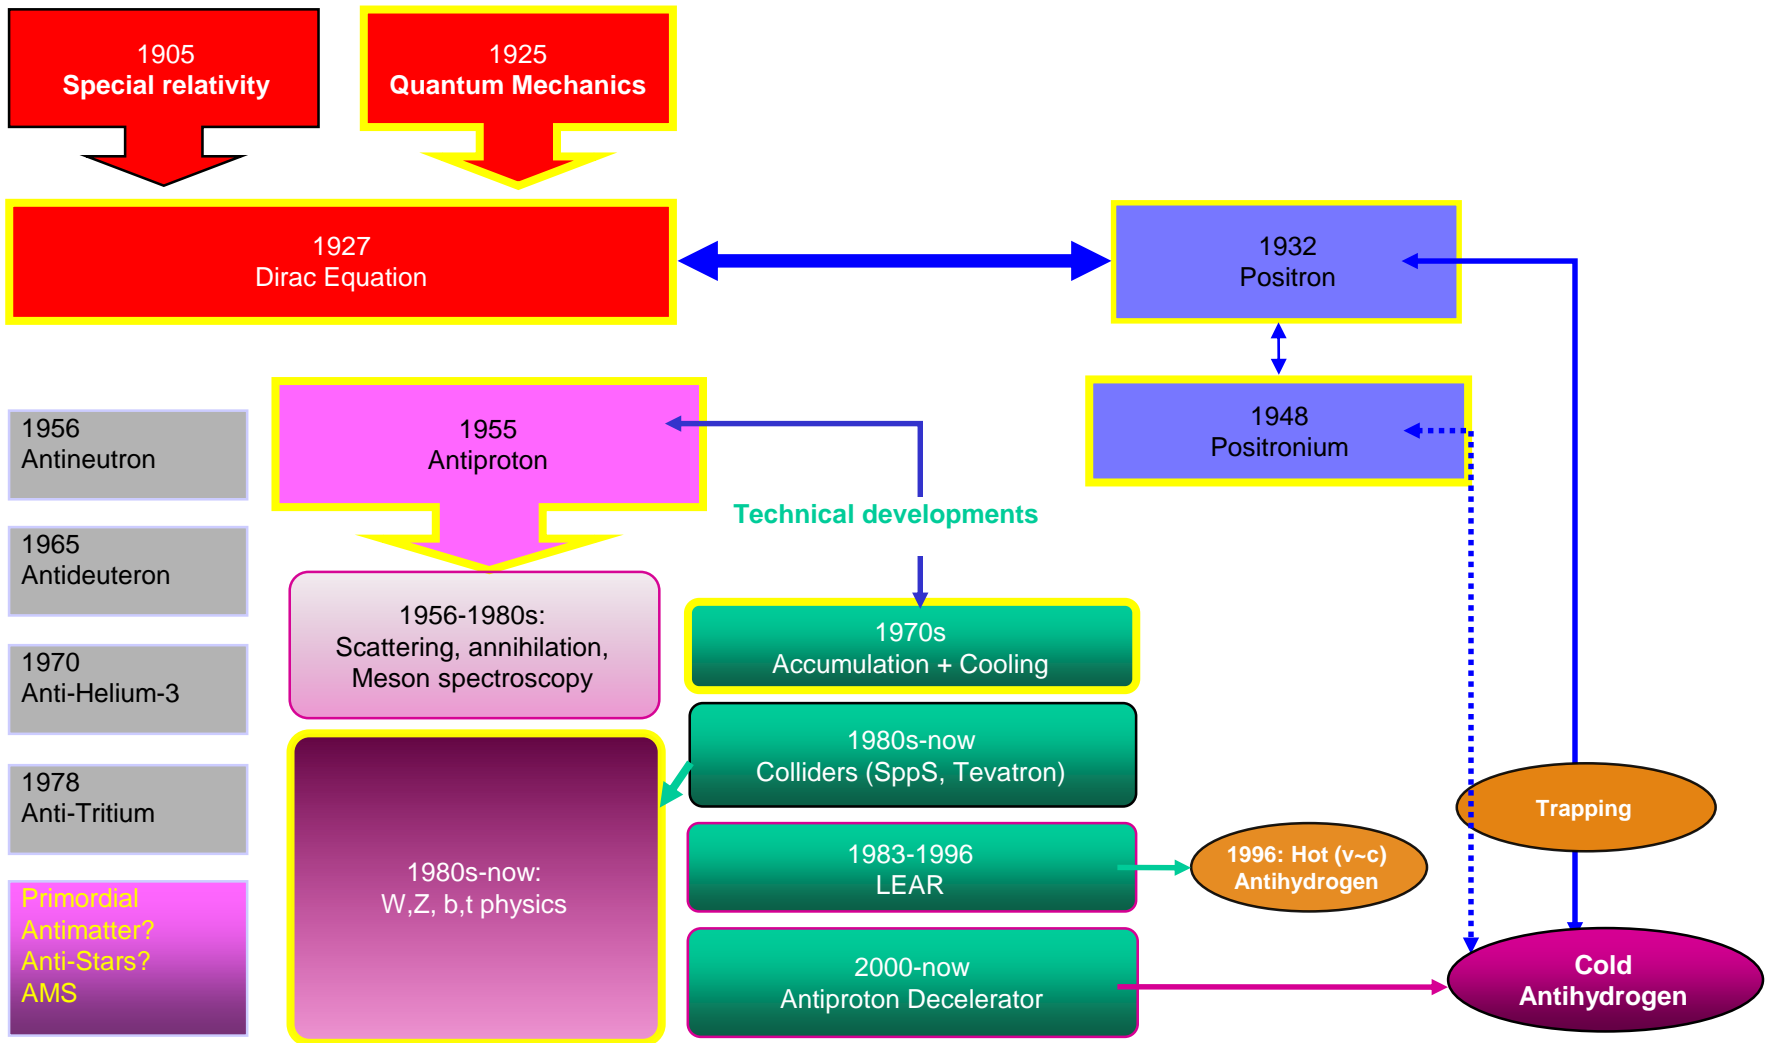 1905
Special relativity
1925
Quantum Mechanics
1927
Dirac Equation
1932
Positron
1948
Positronium
1956
Antineutron
1965
Antideuteron
1970
Anti-Helium-3
1978
Anti-Tritium
Primordial
Antimatter?
Anti-Stars?
AMS
1955
Antiproton
Technical developments
1956-1980s:
Scattering, annihilation,
Meson spectroscopy
1980s-now:
W,Z, b,t physics
1970s
Accumulation + Cooling
1980s-now
Colliders (SppS, Tevatron)
1983-1996
LEAR
2000-now
Antiproton Decelerator
1996: Hot (v~c)
Antihydrogen
Trapping
Cold
Antihydrogen